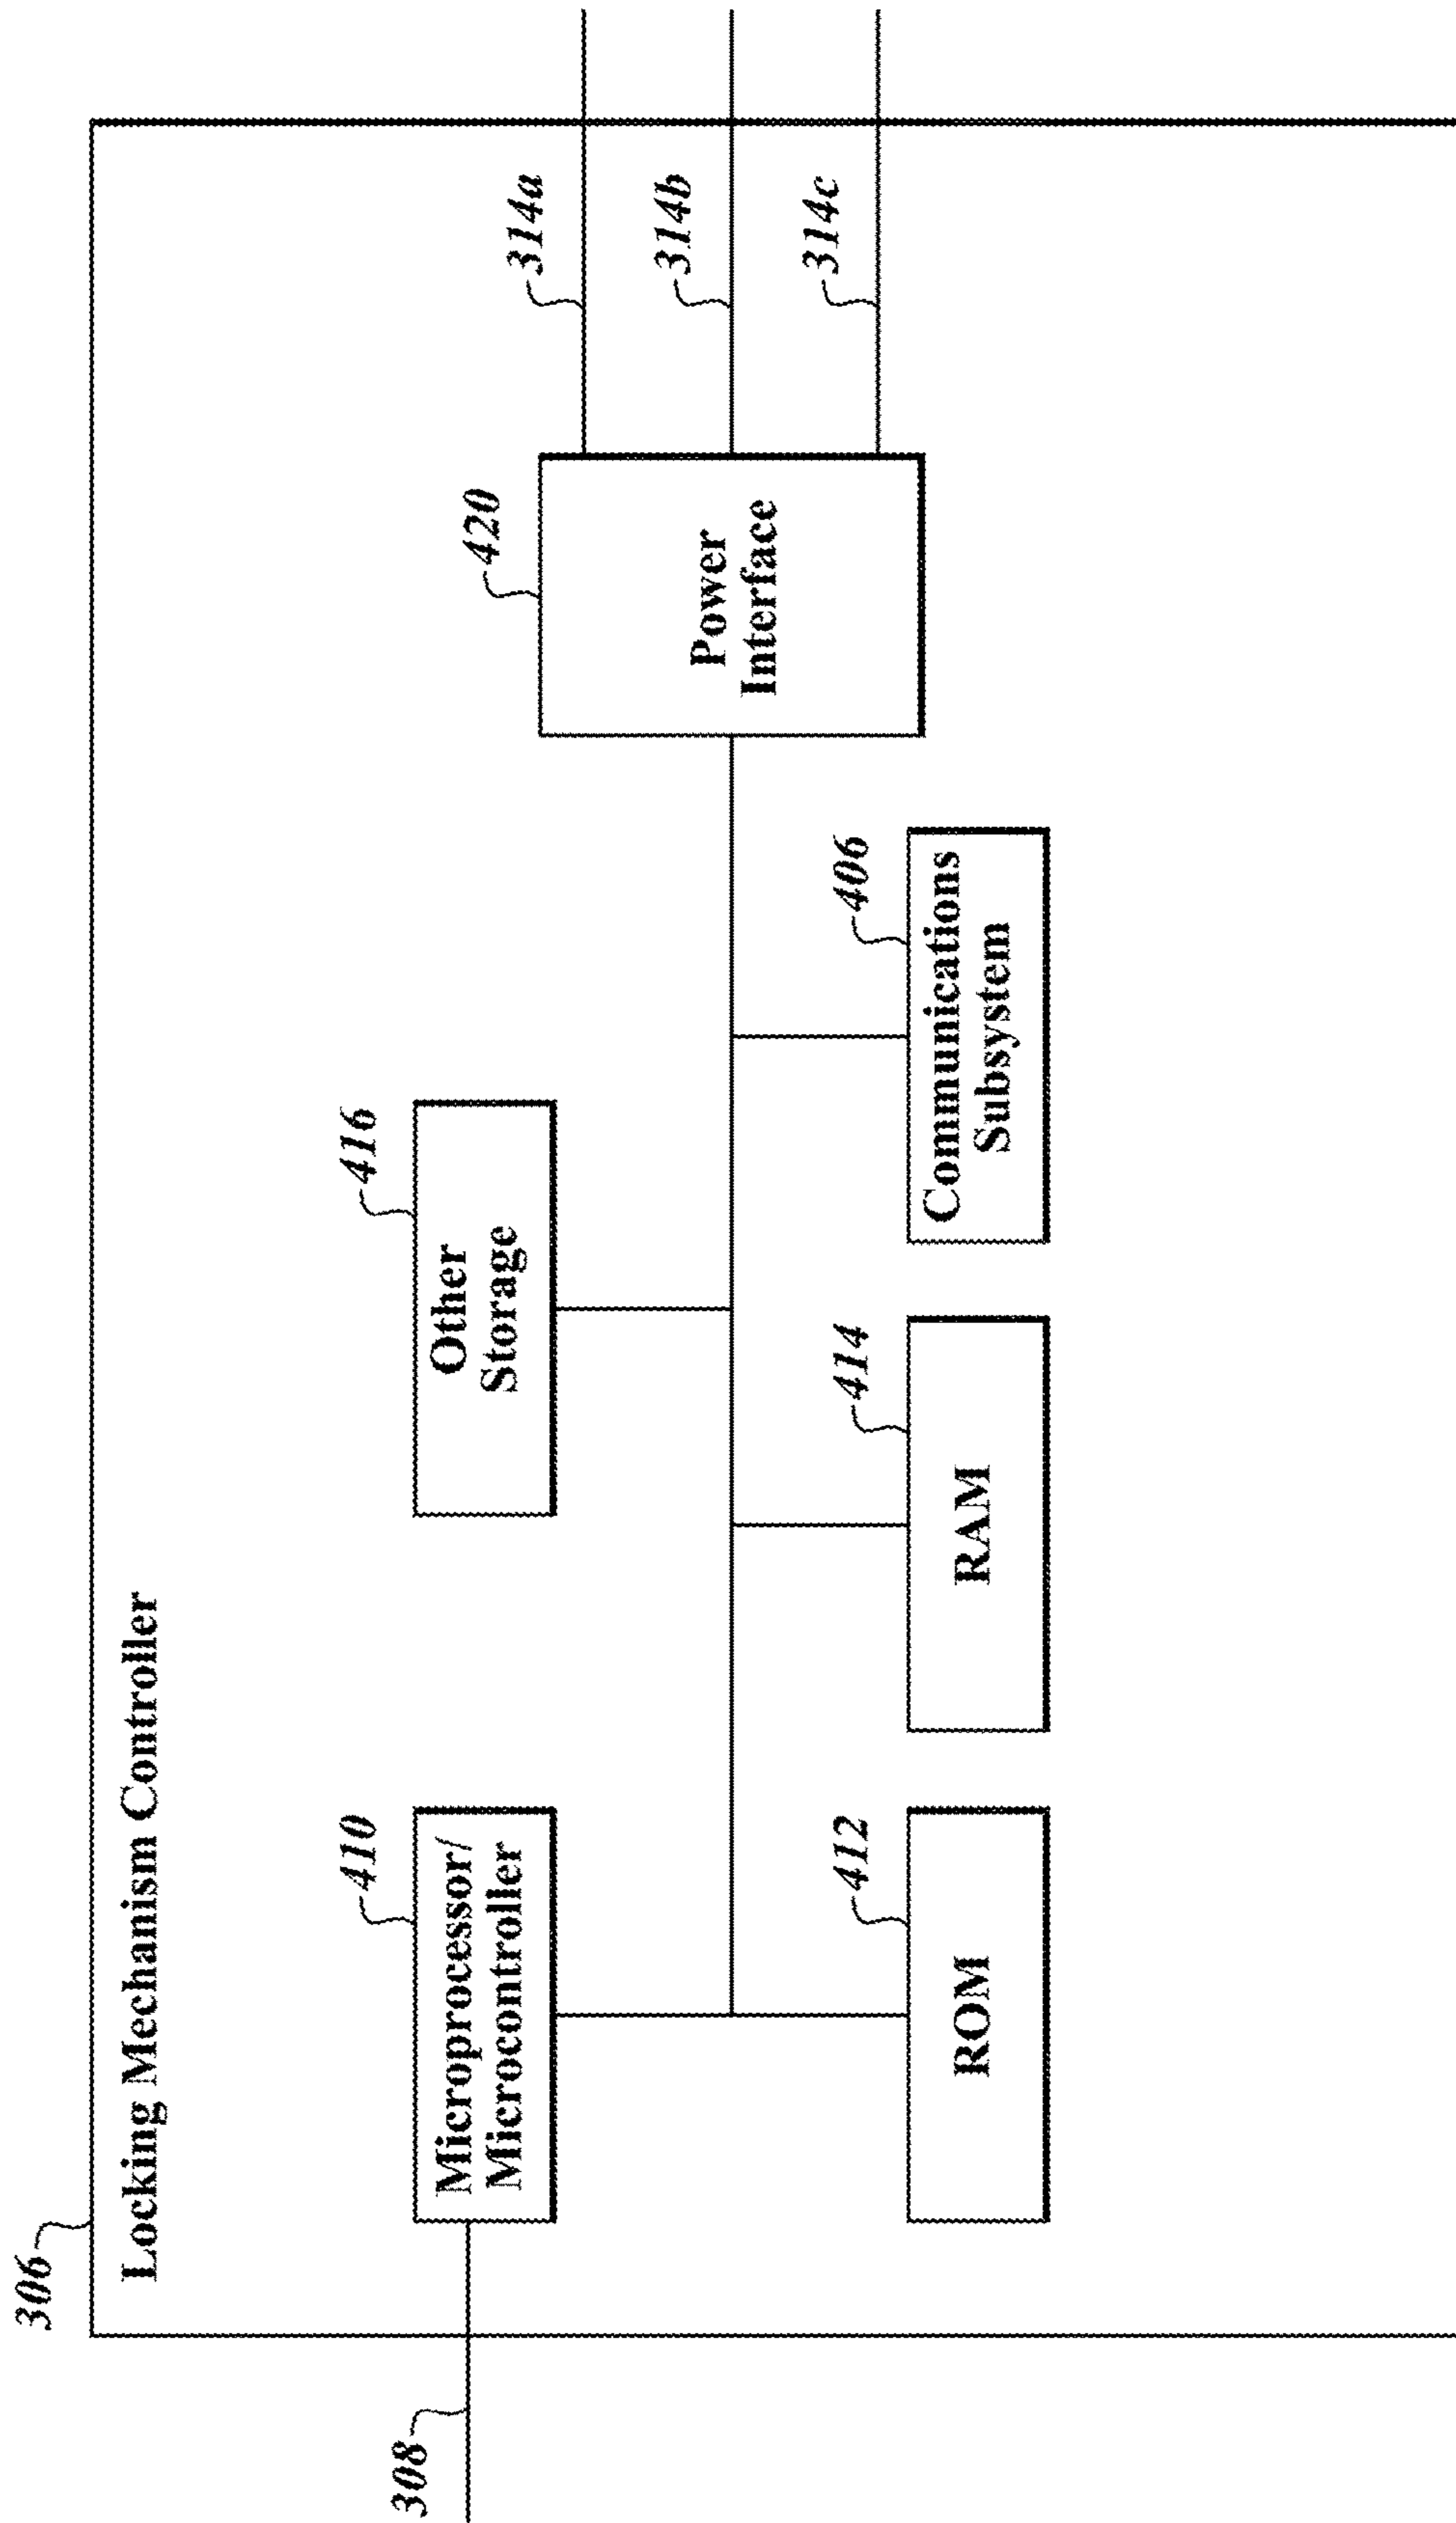 306
Locking Mechanism Controller
308
410
Microprocessor/
Microcontroller
416
Other
Storage
420
Power
Interface
314a
314b
314c
412
ROM
414
RAM
406
Communications
Subsystem